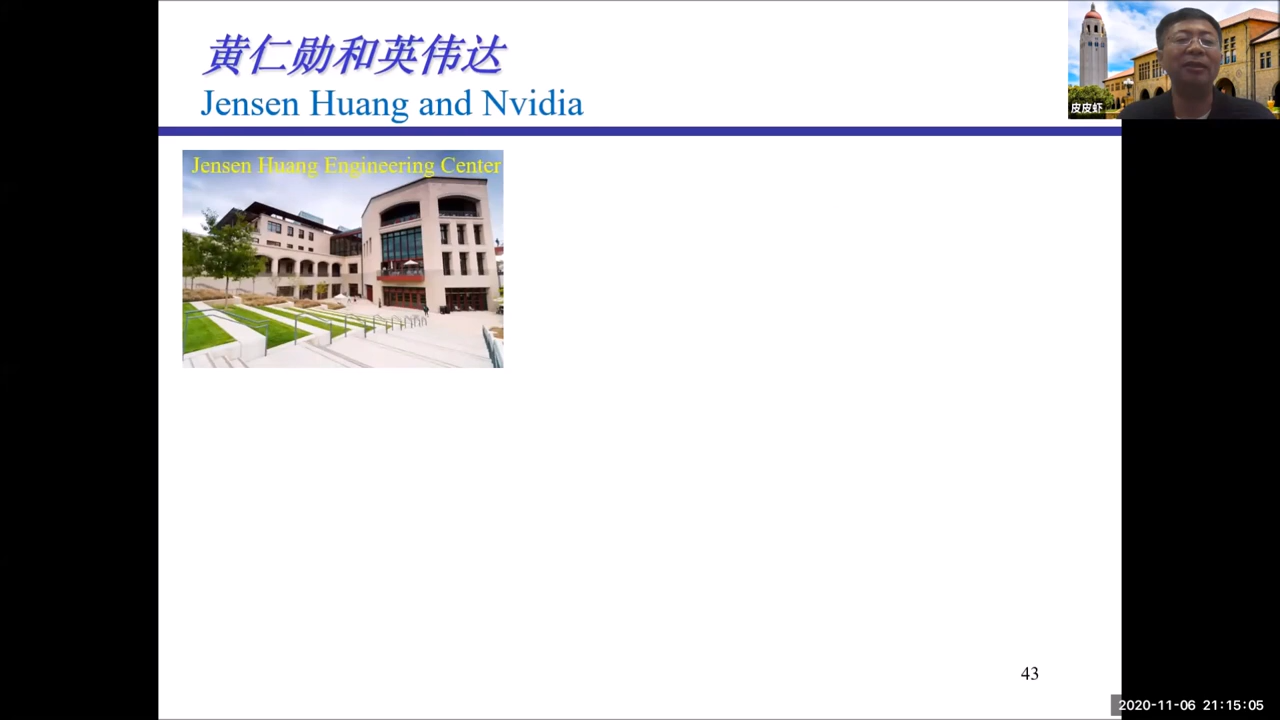 黄仁勋和英伟达
Jensen Huang and Nvidia
皮皮虾
Jensen Huang Engineering Center
43
2020-11-06 21:15:05